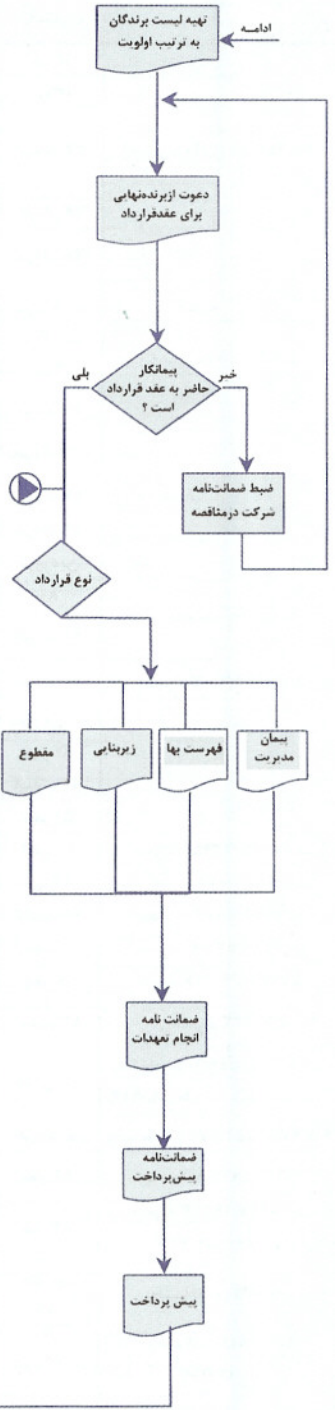 ادامه
تهیه لیست برندگان
به ترتیب اولویت
دعوت ازبرنده‌نهایی
برای عقدقرارداد
پیمانکار
حاضر به عقد قرارداد
است ؟
خیر
بلی
ضبط ضمانت‌نامه
شرکت درمناقصه
نوع قرارداد
پیمان
مدیریت
فهرست بها
زیربنایی
مقطوع
ضمانت نامه
انجام تعهدات
ضمانت‌نامه
پیش‌پرداخت
پیش پرداخت